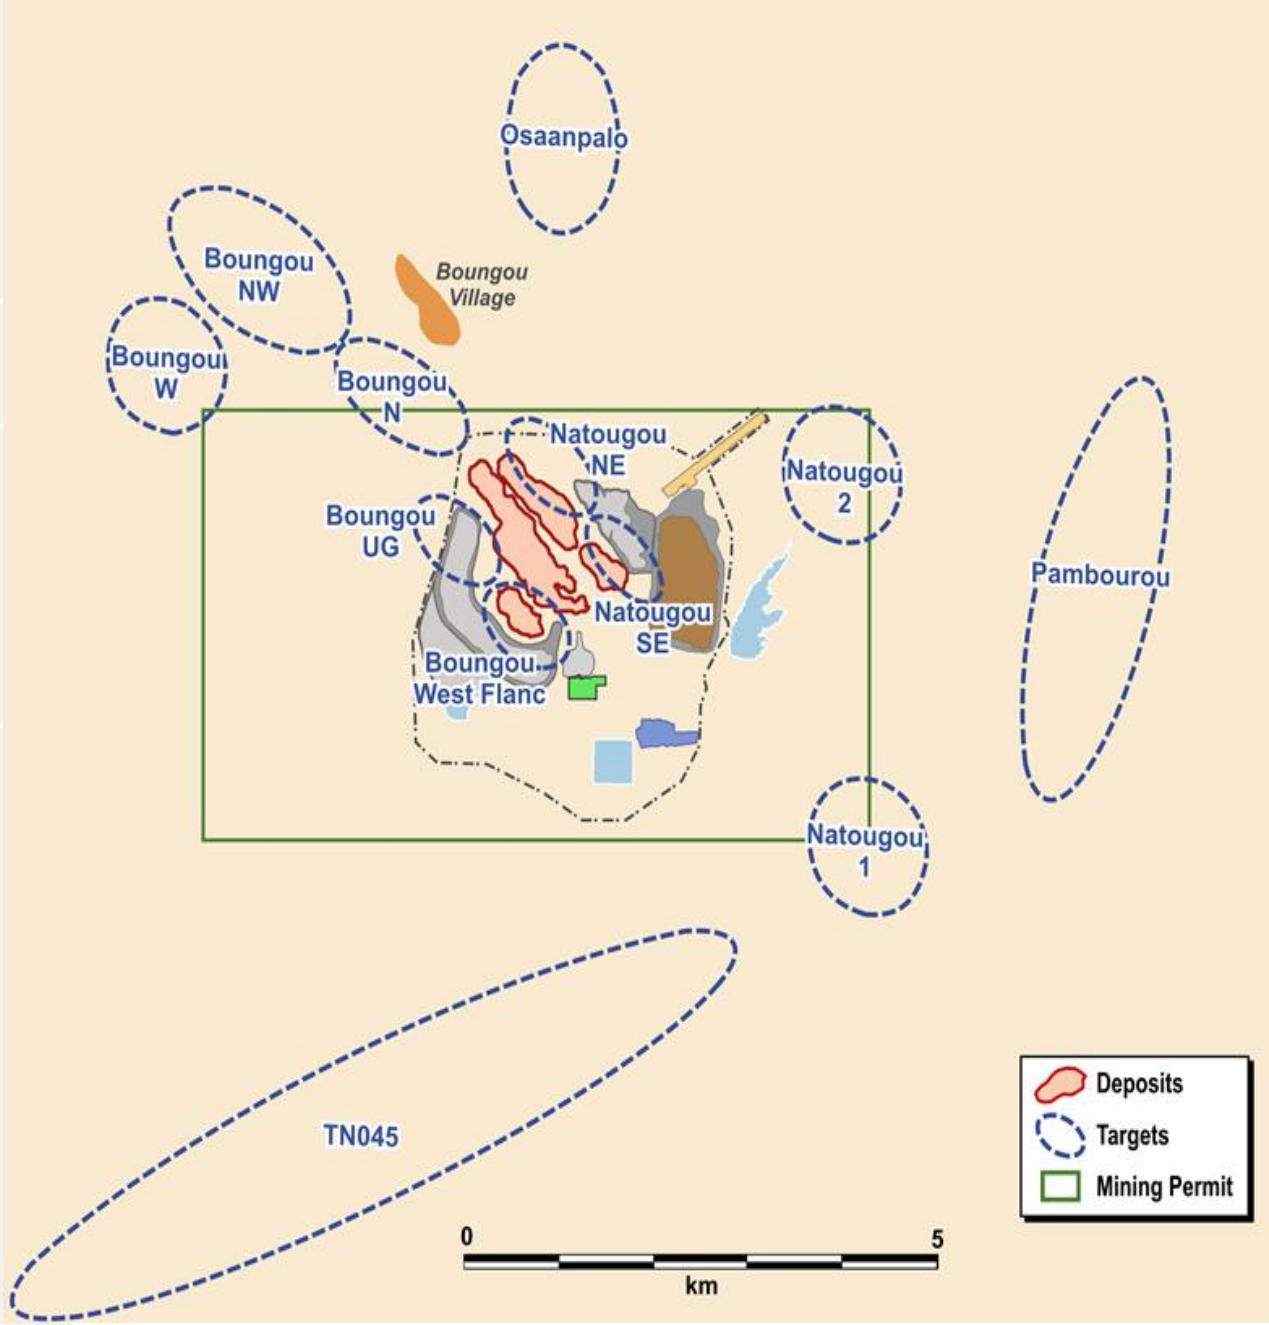 Osaanpalo
Boungou
NW
Boungou
Village
Boungou
W
Boungou
N
Natougou
NE
Natougou
2
Boungou
UG
Pambourou
Natougou
SE
Boungou
West Flanc
Natougou
1
TN045
Deposits
Targets
Mining Permit
0 5
km